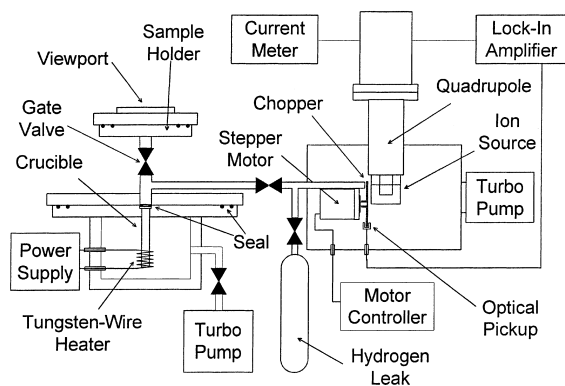 Sample
Holder
Viewport
Gate
Valve
Crucible
Power
Supply
Tungsten-Wire
Heater
Turbo
Pump
Seal
Current
Meter
Lock-In
Amplifier
Quadrupole
Chopper
Stepper
Motor
Ion
Source
Turbo
Pump
Motor
Controller
Optical
Pickup
Hydrogen
Leak